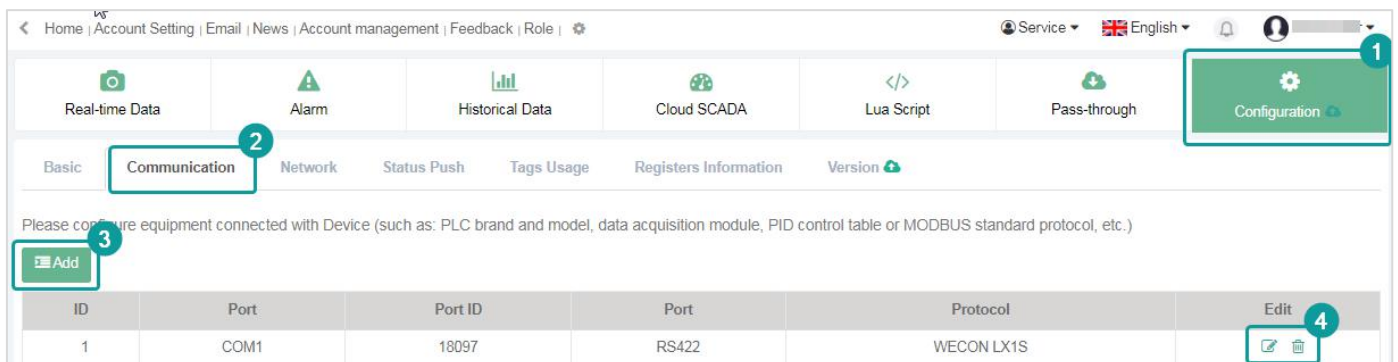 Home | Account Setting | Email | News | Account management | Feedback | Role |
Service
English
1
Real-time Data
Alarm
Historical Data
Cloud SCADA
Lua Script
Pass-through
Configuration
2
Basic
Communication
Network
Status Push
Tags Usage
Registers Information
Version
Please configure equipment connected with Device (such as: PLC brand and model, data acquisition module, PID control table or MODBUS standard protocol, etc.)
3
Add
ID Port Port ID Port Protocol Edit
4
1 COM1 18097 RS422 WECON LX1S